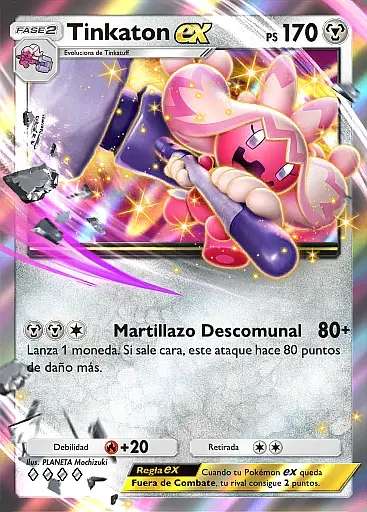 FASE 2
Tinkaton ex
PS 170
Evoluciona de Tinkatuff
Martillazo Descomunal 80+
Lanza 1 moneda. Si sale cara, este ataque hace 80 puntos
de daño más.
Debilidad +20 Retirada
Ilus. PLANETA Mochizuki
Regla ex Cuando tu Pokémon ex queda
Fuera de Combate, tu rival consigue 2 puntos.